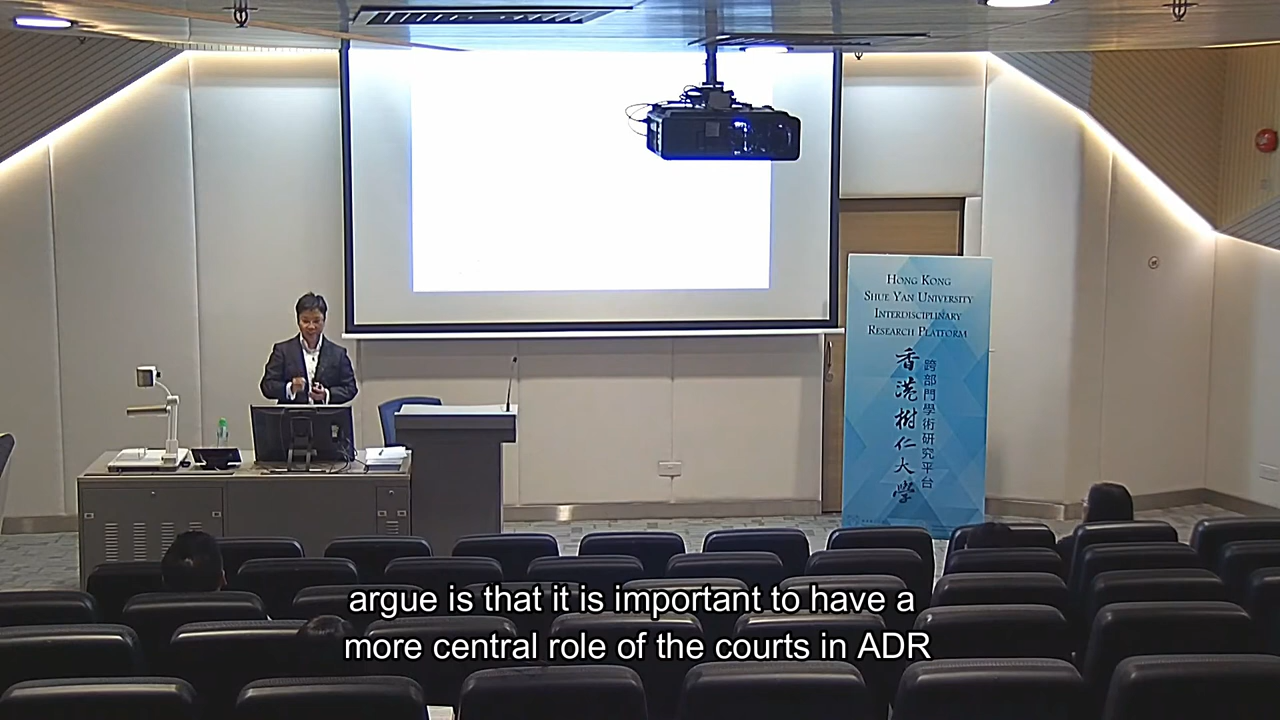 HONG KONG
SHUE YAN UNIVERSITY
INTERDISCIPLINARY
RESEARCH PLATFORM
香港樹仁大學
跨部門學術研究平台
argue is that it is important to have a
more central role of the courts in ADR